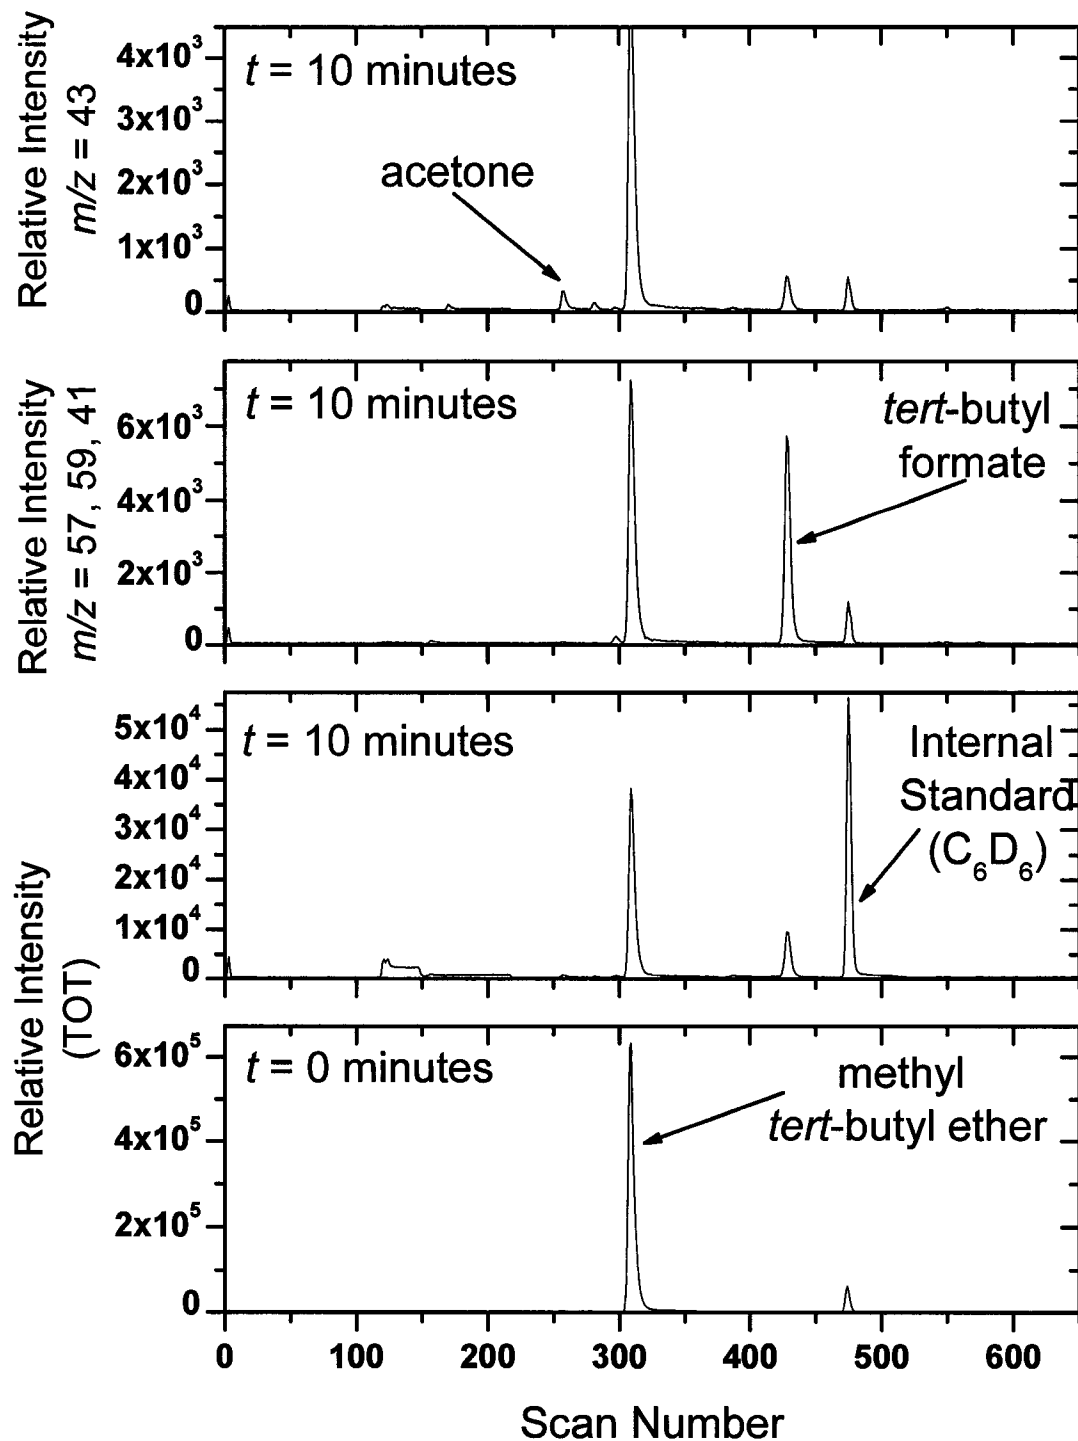 Relative Intensity
m/z = 43
4x10³
3x10³
2x10³
1x10³
0
t = 10 minutes
acetone
Relative Intensity
m/z = 57, 59, 41
6x10³
4x10³
2x10³
0
t = 10 minutes
tert-butyl
formate
Relative Intensity
(TOT)
5x10⁴
4x10⁴
3x10⁴
2x10⁴
1x10⁴
0
t = 10 minutes
Internal
Standard
(C₆D₆)
6x10⁵
4x10⁵
2x10⁵
0
t = 0 minutes
methyl
tert-butyl ether
0 100 200 300 400 500 600
Scan Number